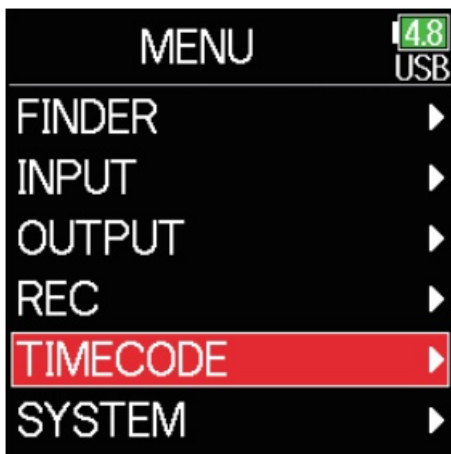 MENU
4.8
USB
FINDER
INPUT
OUTPUT
REC
TIMECODE
SYSTEM